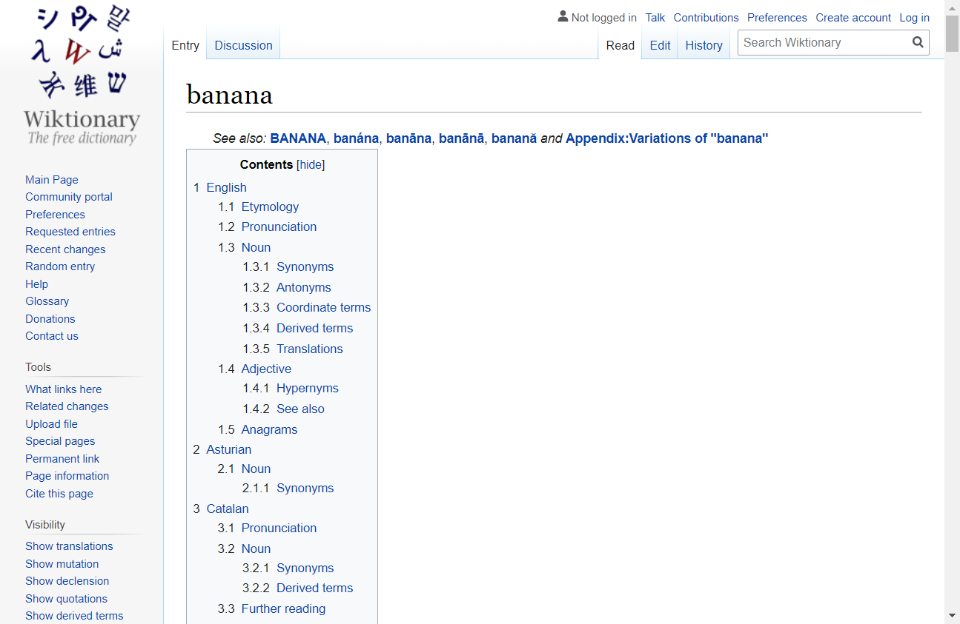 シ ウィ 말
λ W ش
ネ 维 ש
Wiktionary
The free dictionary
Main Page
Community portal
Preferences
Requested entries
Recent changes
Random entry
Help
Glossary
Donations
Contact us
Tools
What links here
Related changes
Upload file
Special pages
Permanent link
Page information
Cite this page
Visibility
Show translations
Show mutation
Show declension
Show quotations
Show derived terms
Not logged in Talk Contributions Preferences Create account Log in
Entry Discussion Read Edit History Search Wiktionary
banana
See also: BANANA, banána, banāna, banānā, banană and Appendix:Variations of "banana"
Contents [hide]
1 English
1.1 Etymology
1.2 Pronunciation
1.3 Noun
1.3.1 Synonyms
1.3.2 Antonyms
1.3.3 Coordinate terms
1.3.4 Derived terms
1.3.5 Translations
1.4 Adjective
1.4.1 Hypernyms
1.4.2 See also
1.5 Anagrams
2 Asturian
2.1 Noun
2.1.1 Synonyms
3 Catalan
3.1 Pronunciation
3.2 Noun
3.2.1 Synonyms
3.2.2 Derived terms
3.3 Further reading